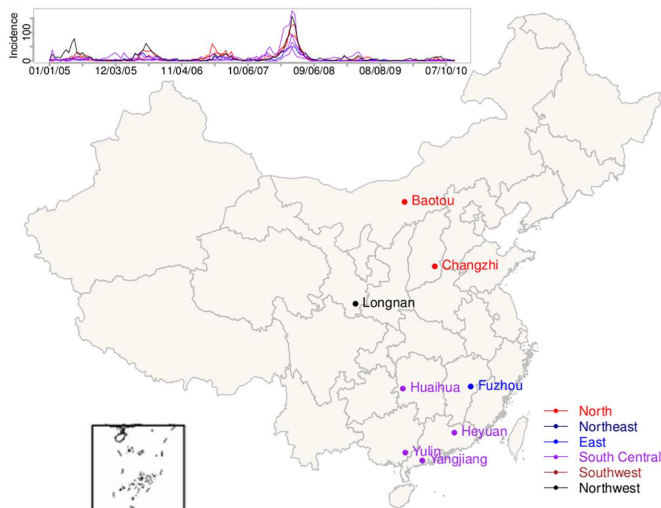 Incidence
0 100
01/01/05 12/03/05 11/04/06 10/06/07 09/06/08 08/08/09 07/10/10
Baotou
Changzhi
Longnan
Huaihua Fuzhou
Heyuan
Yulin
Yangjiang
North
Northeast
East
South Central
Southwest
Northwest